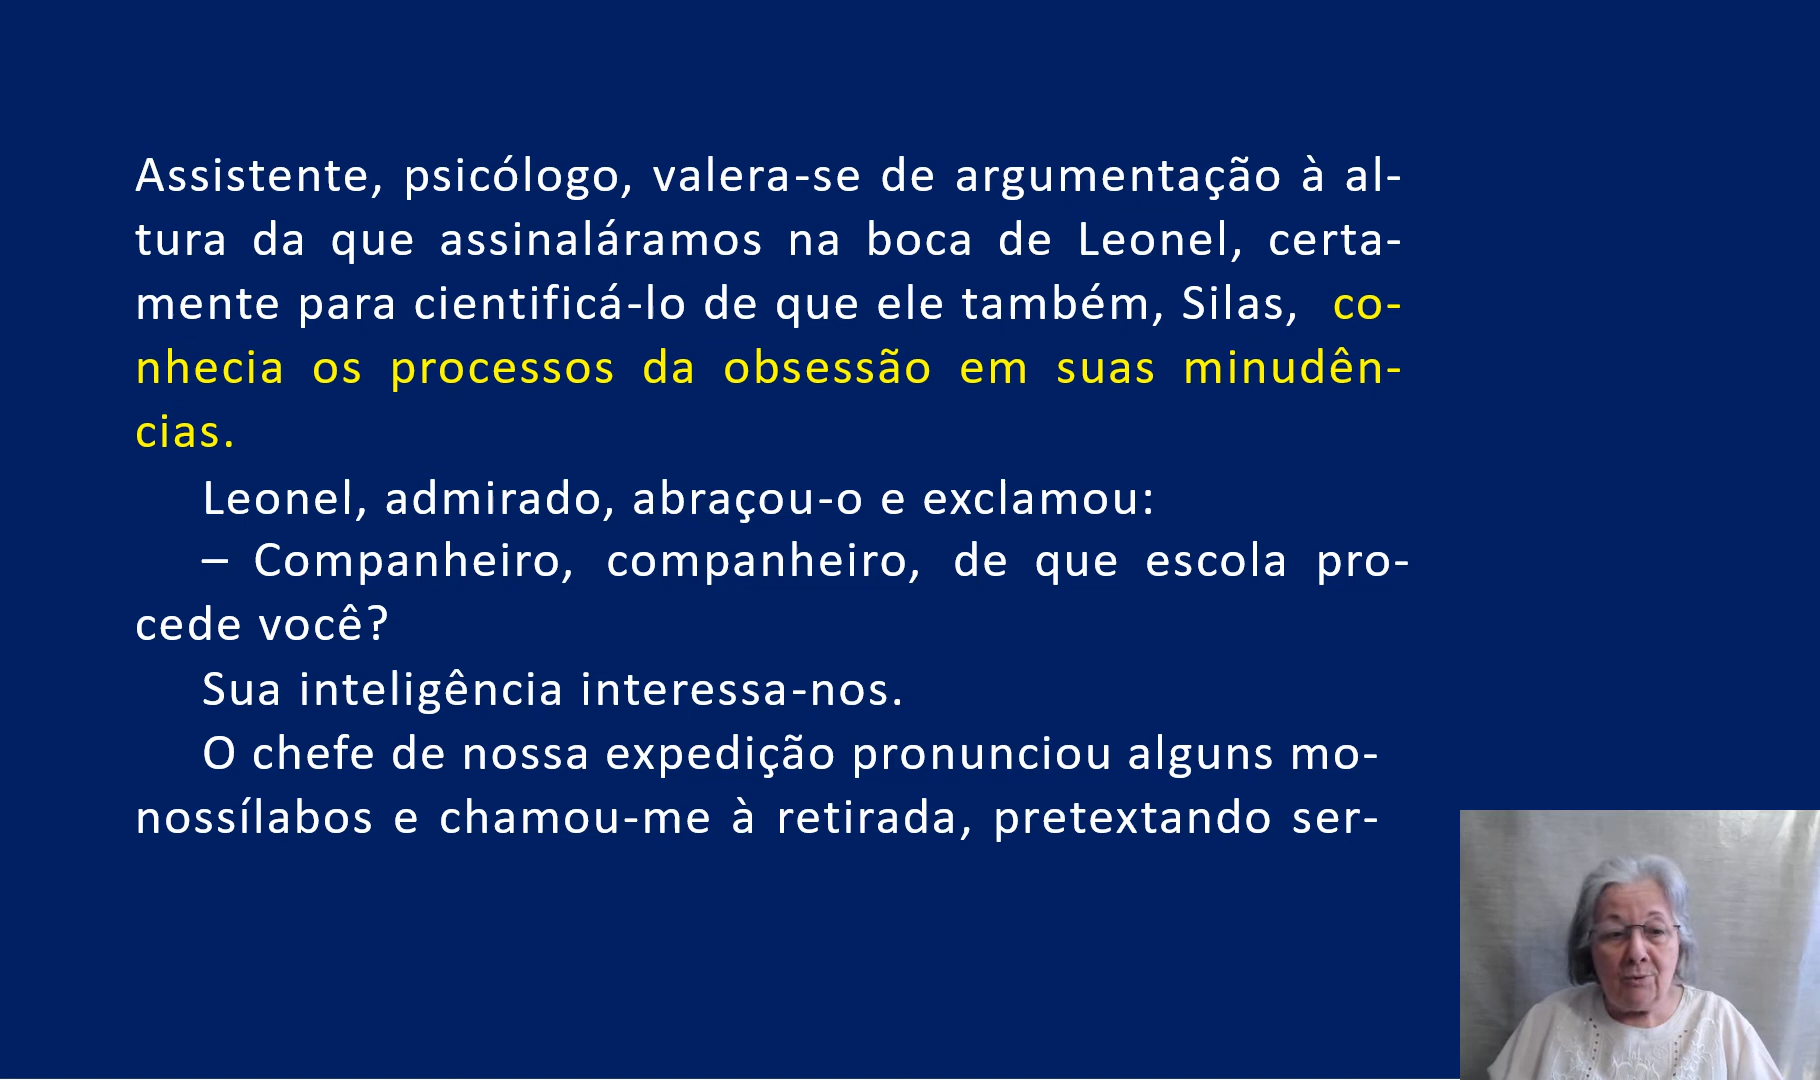 Assistente, psicólogo, valera-se de argumentação à al-
tura da que assinaláramos na boca de Leonel, certa-
mente para cientificá-lo de que ele também, Silas, co-
nhecia os processos da obsessão em suas minudên-
cias.
Leonel, admirado, abraçou-o e exclamou:
– Companheiro, companheiro, de que escola pro-
cede você?
Sua inteligência interessa-nos.
O chefe de nossa expedição pronunciou alguns mo-
nossílabos e chamou-me à retirada, pretextando ser-